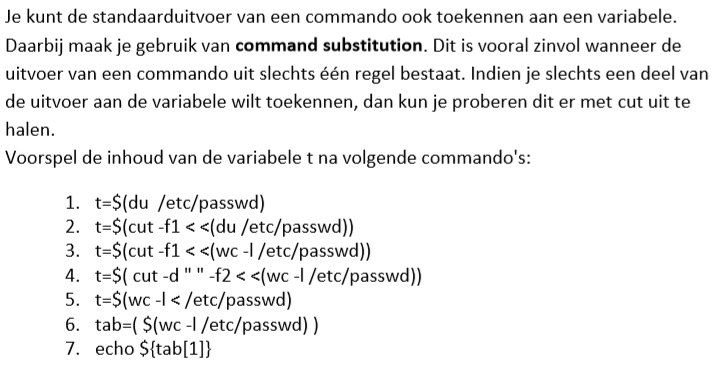 Je kunt de standaarduitvoer van een commando ook toekennen aan een variabele.
Daarbij maak je gebruik van command substitution. Dit is vooral zinvol wanneer de
uitvoer van een commando uit slechts één regel bestaat. Indien je slechts een deel van
de uitvoer aan de variabele wilt toekennen, dan kun je proberen dit er met cut uit te
halen.
Voorspel de inhoud van de variabele t na volgende commando's:
1. t=$(du /etc/passwd)
2. t=$(cut -f1 < <(du /etc/passwd))
3. t=$(cut -f1 < <(wc -l /etc/passwd))
4. t=$( cut -d " " -f2 < <(wc -l /etc/passwd))
5. t=$(wc -l < /etc/passwd)
6. tab=( $(wc -l /etc/passwd) )
7. echo ${tab[1]}